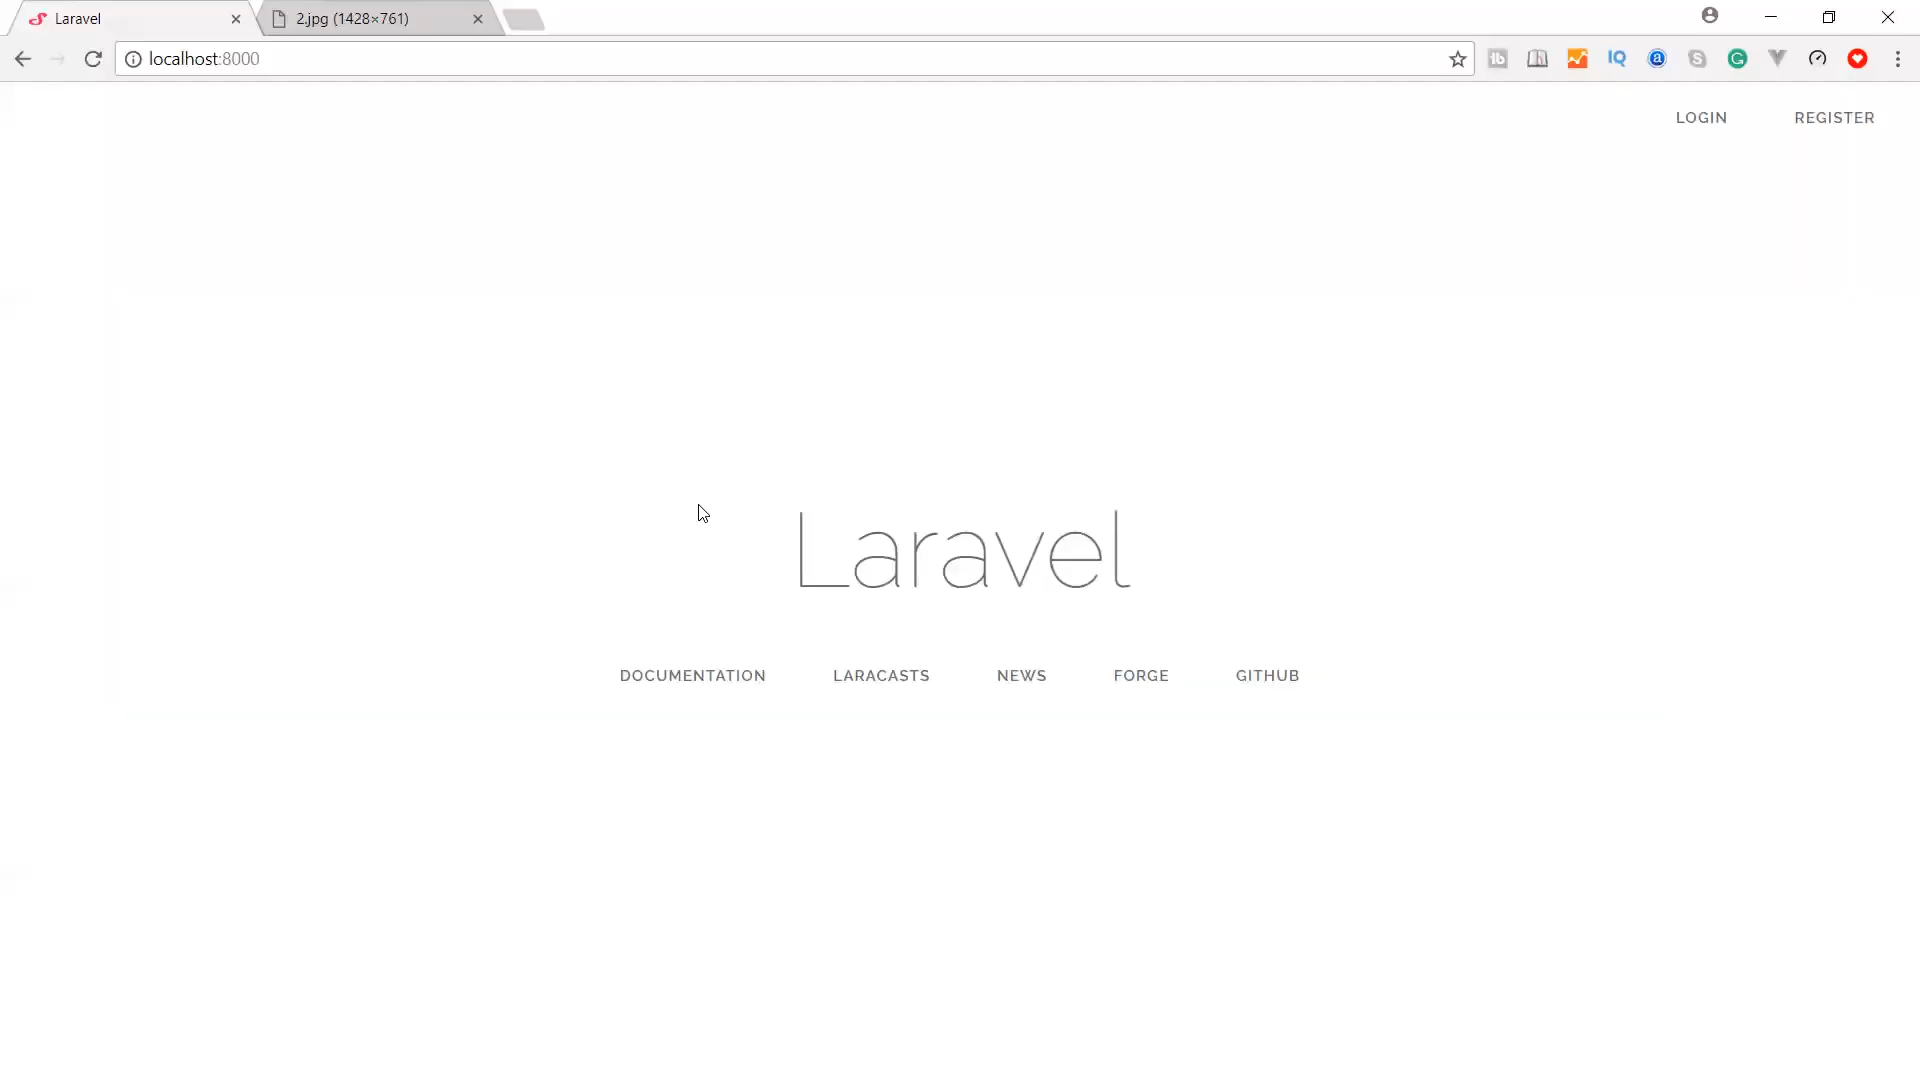 Laravel
2.jpg (1428×761)
localhost:8000
LOGIN REGISTER
Laravel
DOCUMENTATION LARACASTS NEWS FORGE GITHUB